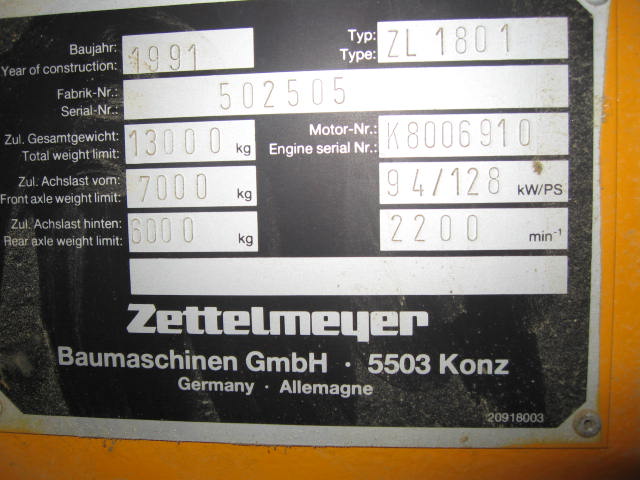 Baujahr: 1991 Typ: ZL 1801
Year of construction: Type:
Fabrik-Nr.: 502505
Serial-Nr.:
Zul. Gesamtgewicht: 13000 kg Motor-Nr.: K8006910
Total weight limit: Engine serial Nr.:
Zul. Achslast vorn: 7000 kg 94/128 kW/PS
Front axle weight limit:
Zul. Achslast hinten: 6000 kg 2200 min⁻¹
Rear axle weight limit:
Zettelmeyer
Baumaschinen GmbH · 5503 Konz
Germany · Allemagne
20918003